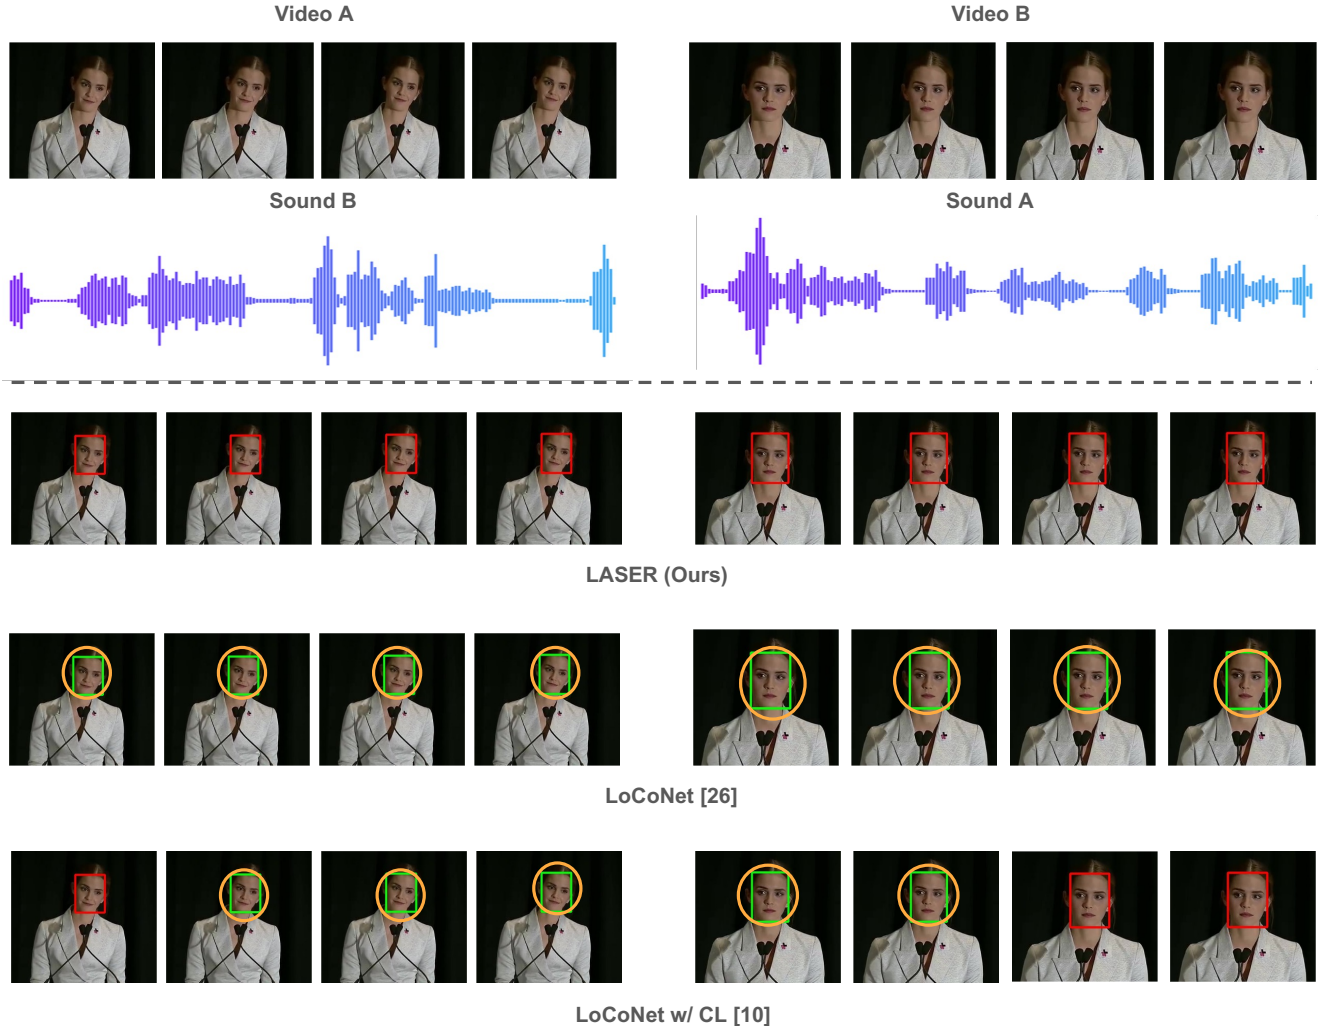 Video A
Video B
Sound B
Sound A
LASER (Ours)
LoCoNet [26]
LoCoNet w/ CL [10]